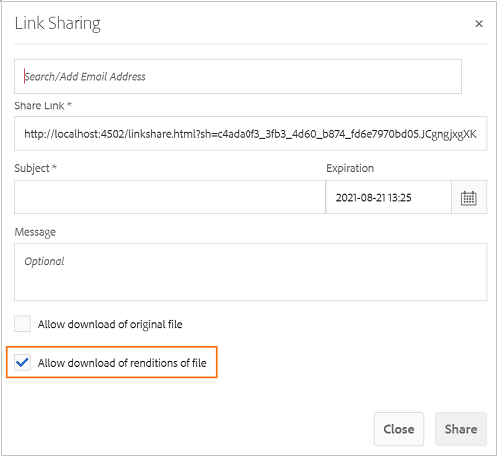 Link Sharing
×
Search/Add Email Address
Share Link *
http://localhost:4502/linkshare.html?sh=c4ada0f3_3fb3_4d60_b874_fd6e7970bd05.JCgngjxgXK
Subject * Expiration
2021-08-21 13:25
Message
Optional
Allow download of original file
Allow download of renditions of file
Close Share